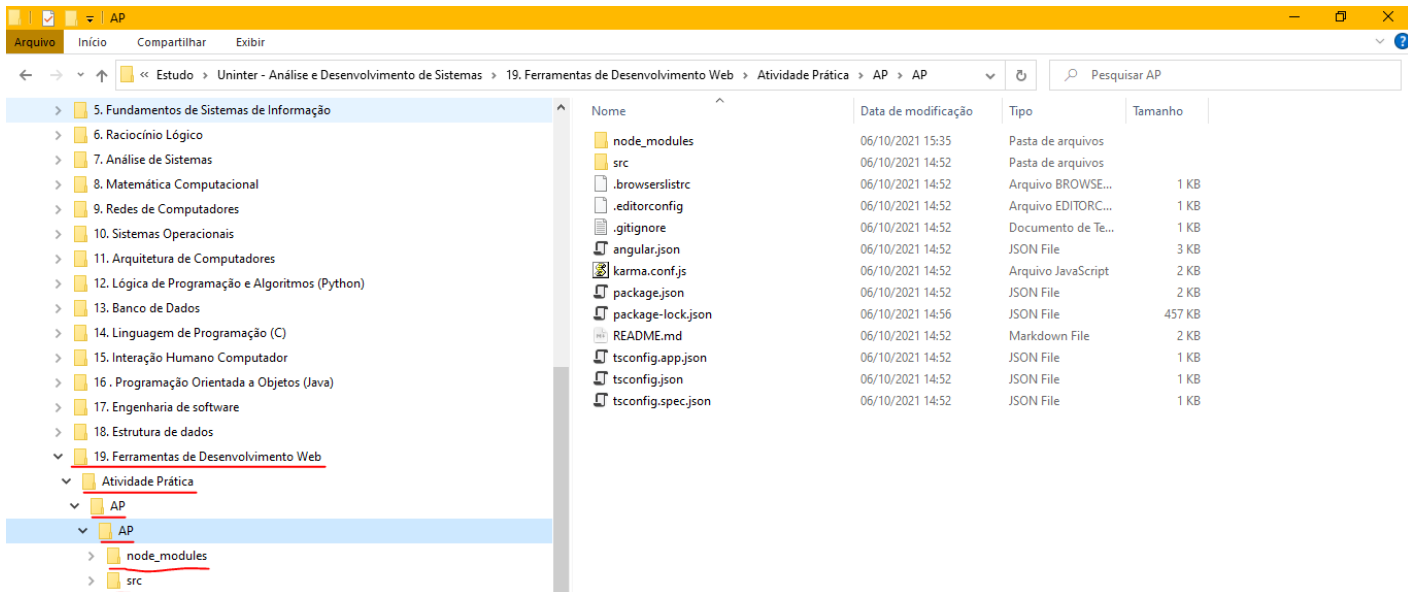 AP
Arquivo Início Compartilhar Exibir
« Estudo > Uninter - Análise e Desenvolvimento de Sistemas > 19. Ferramentas de Desenvolvimento Web > Atividade Prática > AP > AP Pesquisar AP
5. Fundamentos de Sistemas de Informação
6. Raciocínio Lógico
7. Análise de Sistemas
8. Matemática Computacional
9. Redes de Computadores
10. Sistemas Operacionais
11. Arquitetura de Computadores
12. Lógica de Programação e Algoritmos (Python)
13. Banco de Dados
14. Linguagem de Programação (C)
15. Interação Humano Computador
16 . Programação Orientada a Objetos (Java)
17. Engenharia de software
18. Estrutura de dados
19. Ferramentas de Desenvolvimento Web
Atividade Prática
AP
AP
node_modules
src
Nome Data de modificação Tipo Tamanho
node_modules 06/10/2021 15:35 Pasta de arquivos
src 06/10/2021 14:52 Pasta de arquivos
.browserslistrc 06/10/2021 14:52 Arquivo BROWSE... 1 KB
.editorconfig 06/10/2021 14:52 Arquivo EDITORC... 1 KB
.gitignore 06/10/2021 14:52 Documento de Te... 1 KB
angular.json 06/10/2021 14:52 JSON File 3 KB
karma.conf.js 06/10/2021 14:52 Arquivo JavaScript 2 KB
package.json 06/10/2021 14:52 JSON File 2 KB
package-lock.json 06/10/2021 14:56 JSON File 457 KB
README.md 06/10/2021 14:52 Markdown File 2 KB
tsconfig.app.json 06/10/2021 14:52 JSON File 1 KB
tsconfig.json 06/10/2021 14:52 JSON File 1 KB
tsconfig.spec.json 06/10/2021 14:52 JSON File 1 KB